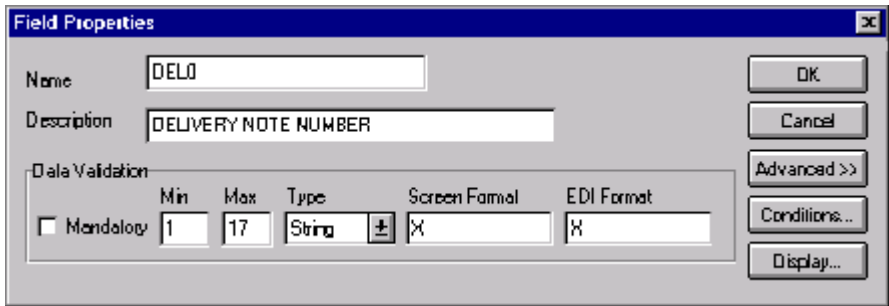 Field Properties
Name DEL0 OK
Description DELIVERY NOTE NUMBER Cancel
Data Validation Advanced >>
Min Max Type Screen Format EDI Format
Mandatory 1 17 String X X Conditions...
Display...